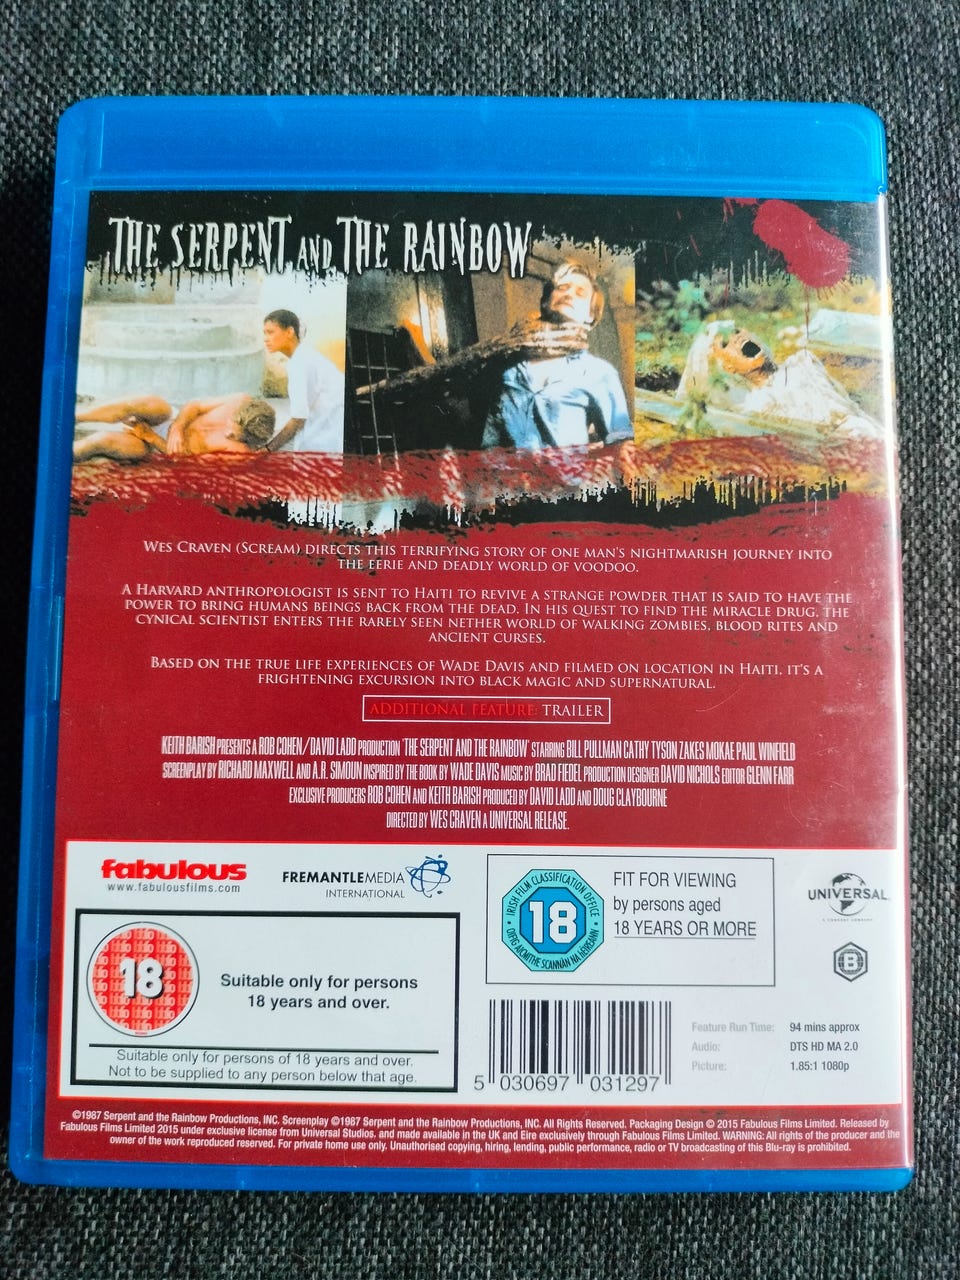 THE SERPENT AND THE RAINBOW
WES CRAVEN (SCREAM) DIRECTS THIS TERRIFYING STORY OF ONE MAN'S NIGHTMARISH JOURNEY INTO
THE EERIE AND DEADLY WORLD OF VOODOO.
A HARVARD ANTHROPOLOGIST IS SENT TO HAITI TO REVIVE A STRANGE POWDER THAT IS SAID TO HAVE THE
POWER TO BRING HUMANS BEINGS BACK FROM THE DEAD. IN HIS QUEST TO FIND THE MIRACLE DRUG, THE
CYNICAL SCIENTIST ENTERS THE RARELY SEEN NETHER WORLD OF WALKING ZOMBIES, BLOOD RITES AND
ANCIENT CURSES.
BASED ON THE TRUE LIFE EXPERIENCES OF WADE DAVIS AND FILMED ON LOCATION IN HAITI, IT'S A
FRIGHTENING EXCURSION INTO BLACK MAGIC AND SUPERNATURAL.
ADDITIONAL FEATURE: TRAILER
KEITH BARISH PRESENTS A ROB COHEN/DAVID LADD PRODUCTION 'THE SERPENT AND THE RAINBOW' STARRING BILL PULLMAN CATHY TYSON ZAKES MOKAE PAUL WINFIELD
SCREENPLAY BY RICHARD MAXWELL AND A.R. SIMOUN INSPIRED BY THE BOOK BY WADE DAVIS MUSIC BY BRAD FIEDEL PRODUCTION DESIGNER DAVID NICHOLS EDITOR GLENN FARR
EXCLUSIVE PRODUCERS ROB COHEN AND KEITH BARISH PRODUCED BY DAVID LADD AND DOUG CLAYBOURNE
DIRECTED BY WES CRAVEN A UNIVERSAL RELEASE.
fabulous
www.fabulousfilms.com
FREMANTLEMEDIA
INTERNATIONAL
IRISH FILM CLASSIFICATION OFFICE
18
OIFIG AICMITHE SCANNÁN NA HÉIREANN
FIT FOR VIEWING
by persons aged
18 YEARS OR MORE
UNIVERSAL
B
18
Suitable only for persons
18 years and over.
Suitable only for persons of 18 years and over.
Not to be supplied to any person below that age.
5 030697 031297
Feature Run Time: 94 mins approx
Audio: DTS HD MA 2.0
Picture: 1.85:1 1080p
©1987 Serpent and the Rainbow Productions, INC. Screenplay ©1987 Serpent and the Rainbow Productions, INC. All Rights Reserved. Packaging Design © 2015 Fabulous Films Limited. Released by
Fabulous Films Limited 2015 under exclusive license from Universal Studios. and made available in the UK and Eire exclusively through Fabulous Films Limited. WARNING: All rights of the producer and the
owner of the work reproduced reserved. For private home use only. Unauthorised copying, hiring, lending, public performance, radio or TV broadcasting of this Blu-ray is prohibited.